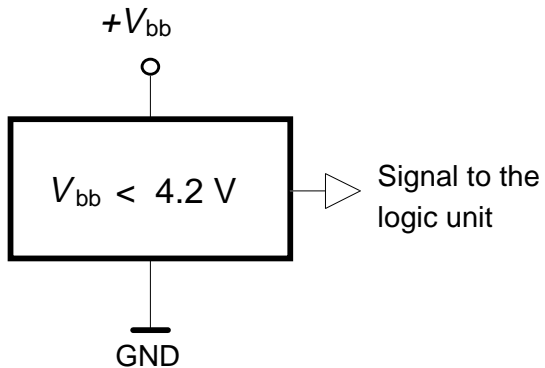 +Vbb
Vbb < 4.2 V
Signal to the
logic unit
GND